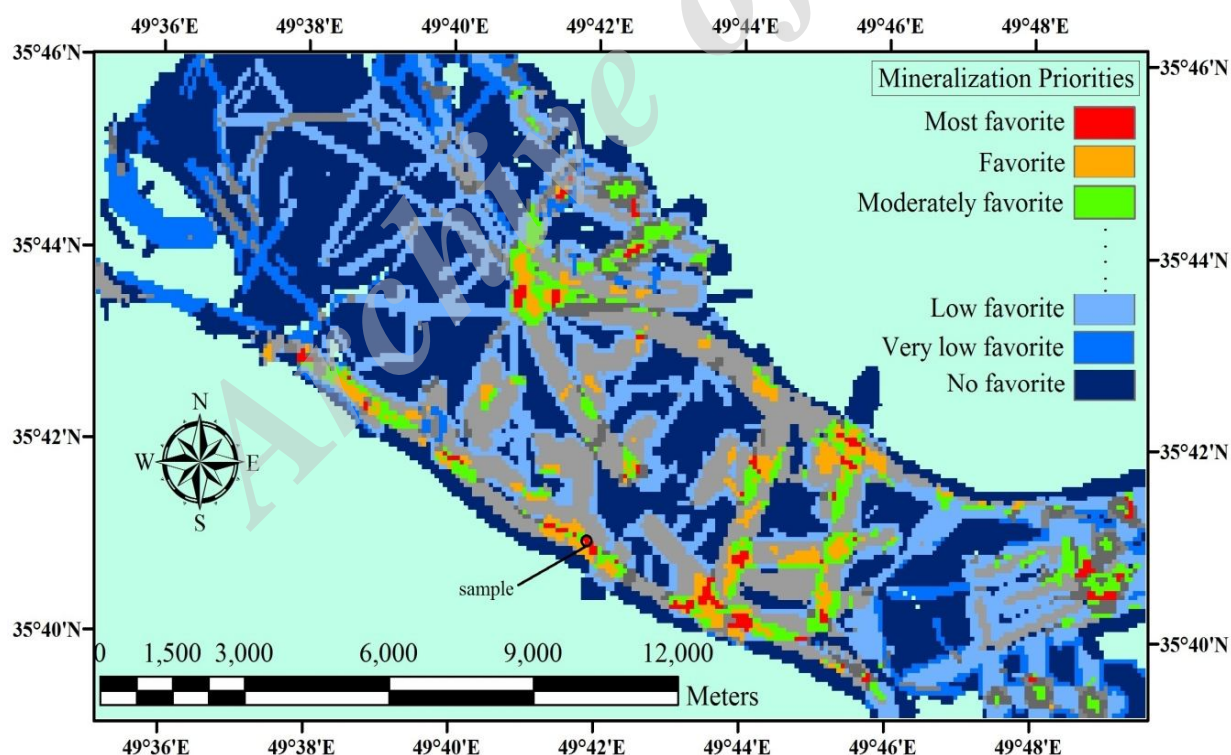 49°36'E 49°38'E 49°40'E 49°42'E 49°44'E 49°46'E 49°48'E
35°46'N 35°46'N
Mineralization Priorities
Most favorite
Favorite
Moderately favorite
35°44'N 35°44'N
Low favorite
Very low favorite
No favorite
N
35°42'N 35°42'N
W E
S
sample
35°40'N 35°40'N
0 1,500 3,000 6,000 9,000 12,000
Meters
49°36'E 49°38'E 49°40'E 49°42'E 49°44'E 49°46'E 49°48'E
Archive of